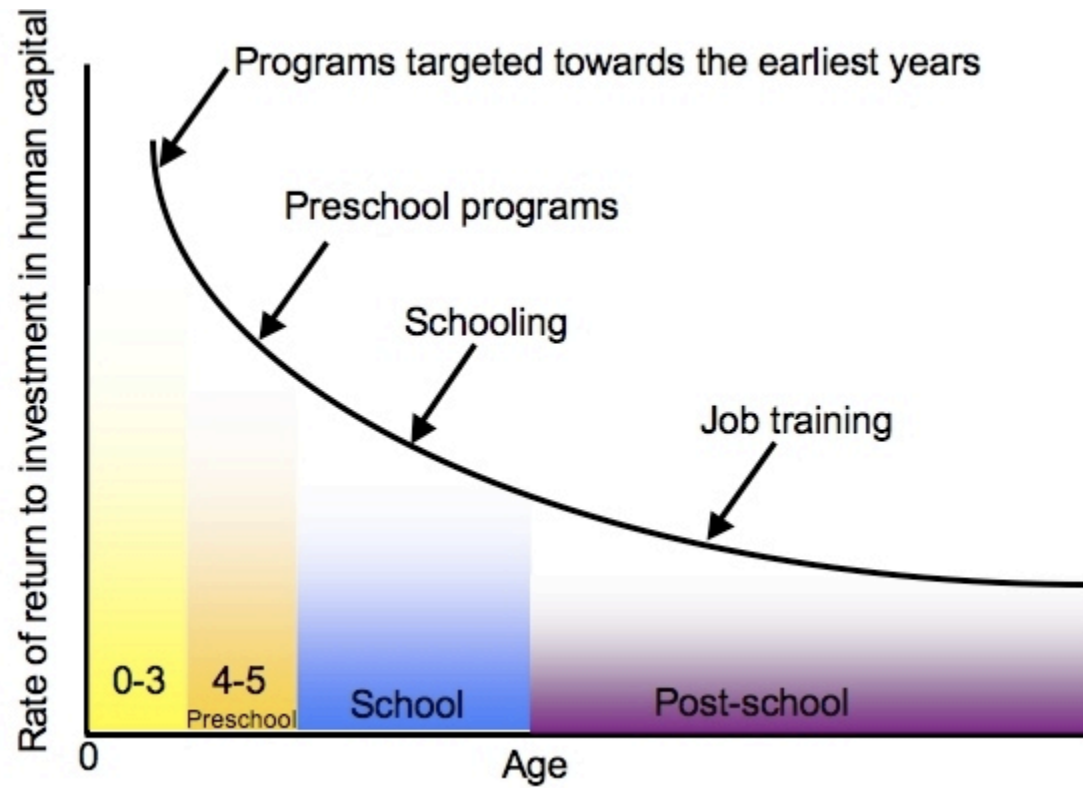 Rate of return to investment in human capital
Programs targeted towards the earliest years
Preschool programs
Schooling
Job training
0-3
4-5
Preschool
School
Post-school
0
Age